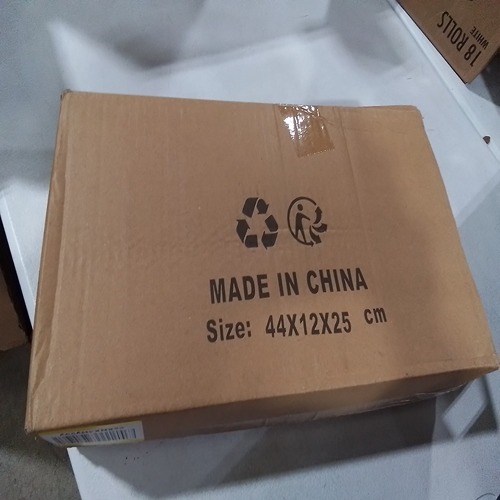 18 ROLLS
WHITE
MADE IN CHINA
Size: 44X12X25 cm